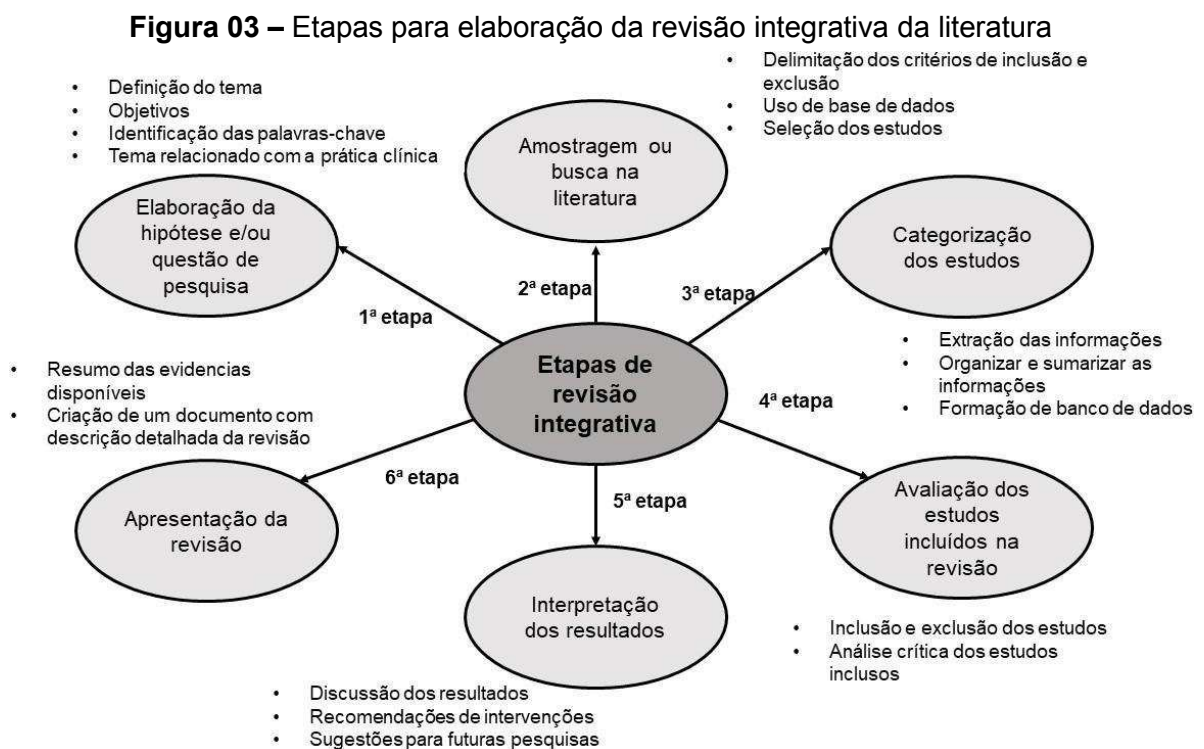 Figura 03 – Etapas para elaboração da revisão integrativa da literatura
• Definição do tema
• Objetivos
• Identificação das palavras-chave
• Tema relacionado com a prática clínica
Elaboração da
hipótese e/ou
questão de
pesquisa
1ª etapa
• Delimitação dos critérios de inclusão e
exclusão
• Uso de base de dados
• Seleção dos estudos
Amostragem ou
busca na
literatura
2ª etapa
Categorização
dos estudos
3ª etapa
• Extração das informações
• Organizar e sumarizar as
informações
• Formação de banco de dados
Etapas de
revisão
integrativa
4ª etapa
Avaliação dos
estudos
incluídos na
revisão
• Inclusão e exclusão dos estudos
• Análise crítica dos estudos
inclusos
5ª etapa
Interpretação
dos resultados
• Discussão dos resultados
• Recomendações de intervenções
• Sugestões para futuras pesquisas
6ª etapa
• Resumo das evidencias
disponíveis
• Criação de um documento com
descrição detalhada da revisão
Apresentação da
revisão